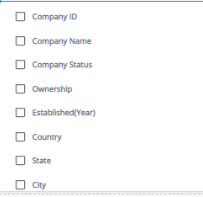 Company ID
Company Name
Company Status
Ownership
Established(Year)
Country
State
City